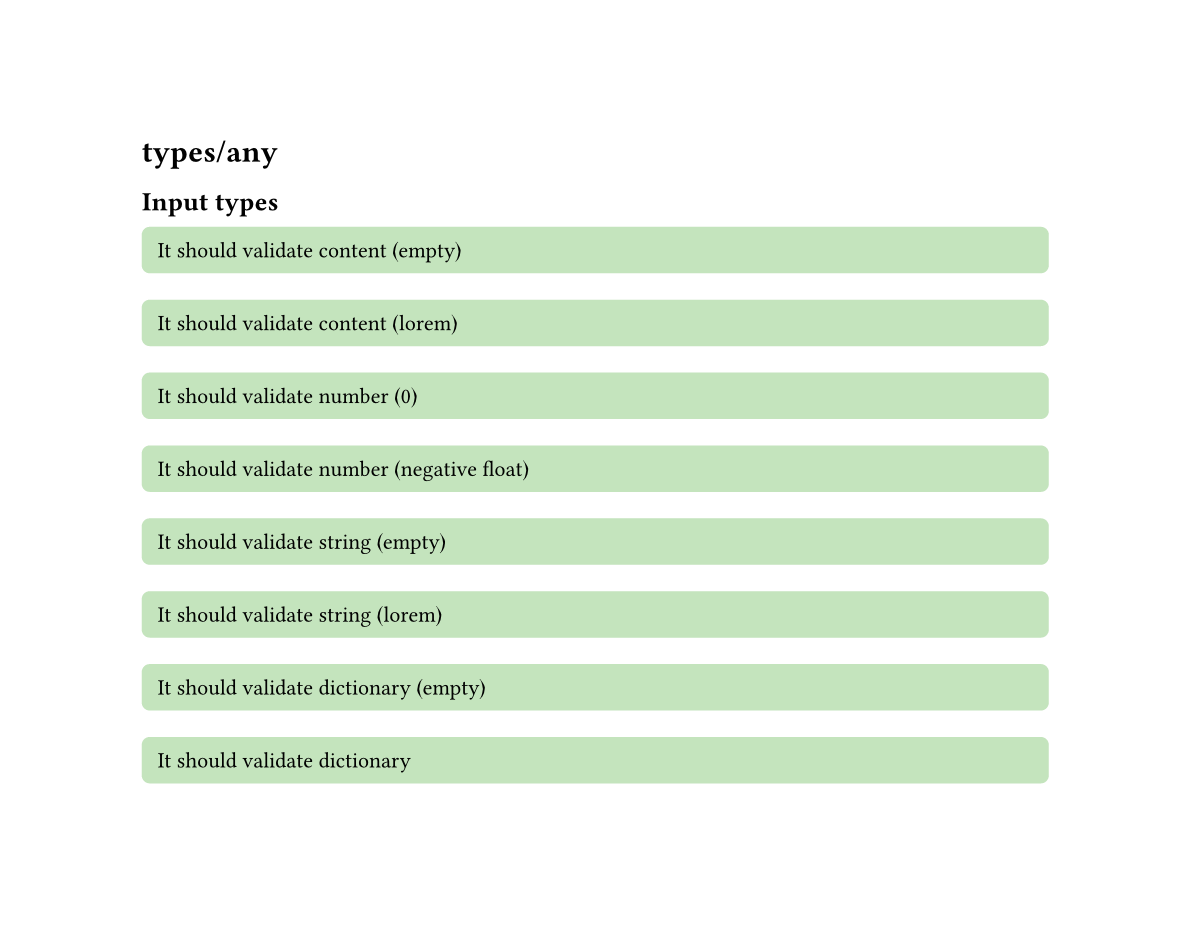 types/any
Input types
It should validate content (empty)
It should validate content (lorem)
It should validate number (0)
It should validate number (negative float)
It should validate string (empty)
It should validate string (lorem)
It should validate dictionary (empty)
It should validate dictionary